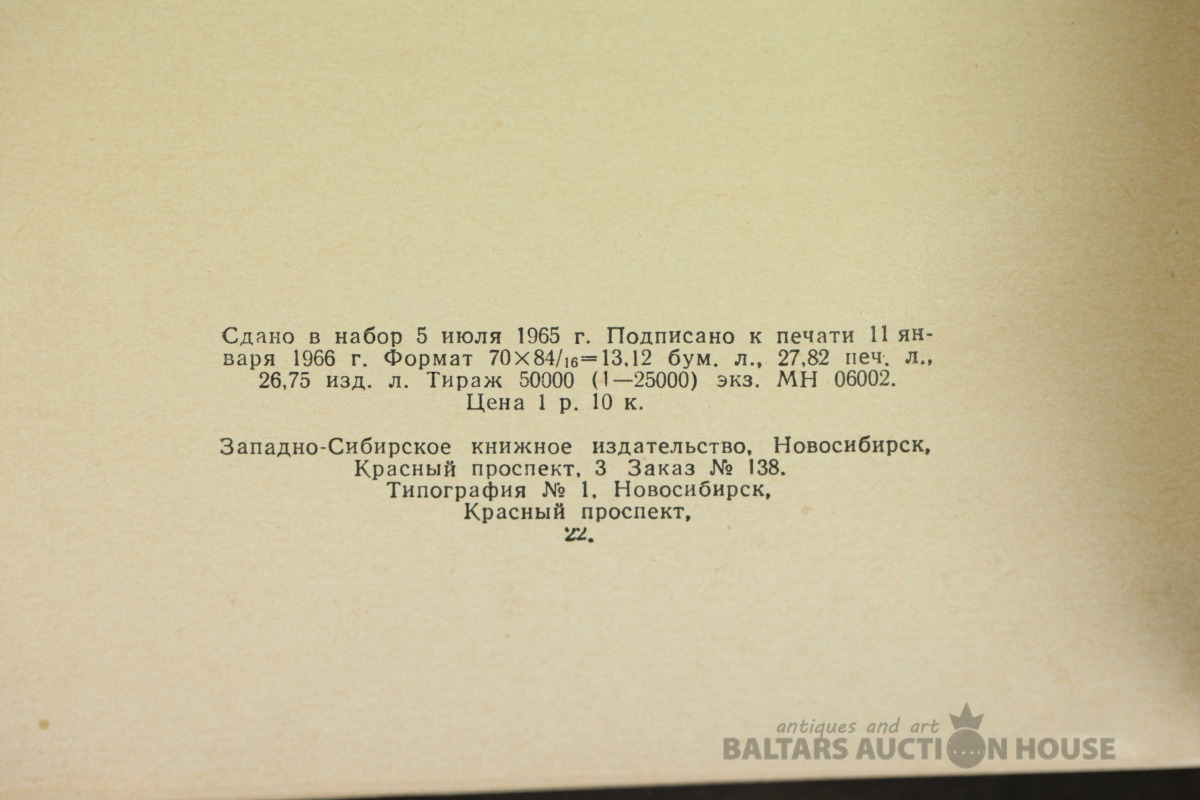 Сдано в набор 5 июля 1965 г. Подписано к печати 11 ян-
варя 1966 г. Формат 70×84/16=13,12 бум. л., 27,82 печ. л.,
26,75 изд. л. Тираж 50000 (1—25000) экз. МН 06002.
Цена 1 р. 10 к.
Западно-Сибирское книжное издательство, Новосибирск,
Красный проспект, 3 Заказ № 138.
Типография № 1, Новосибирск,
Красный проспект,
22.
antiques and art
BALTARS AUCTION HOUSE